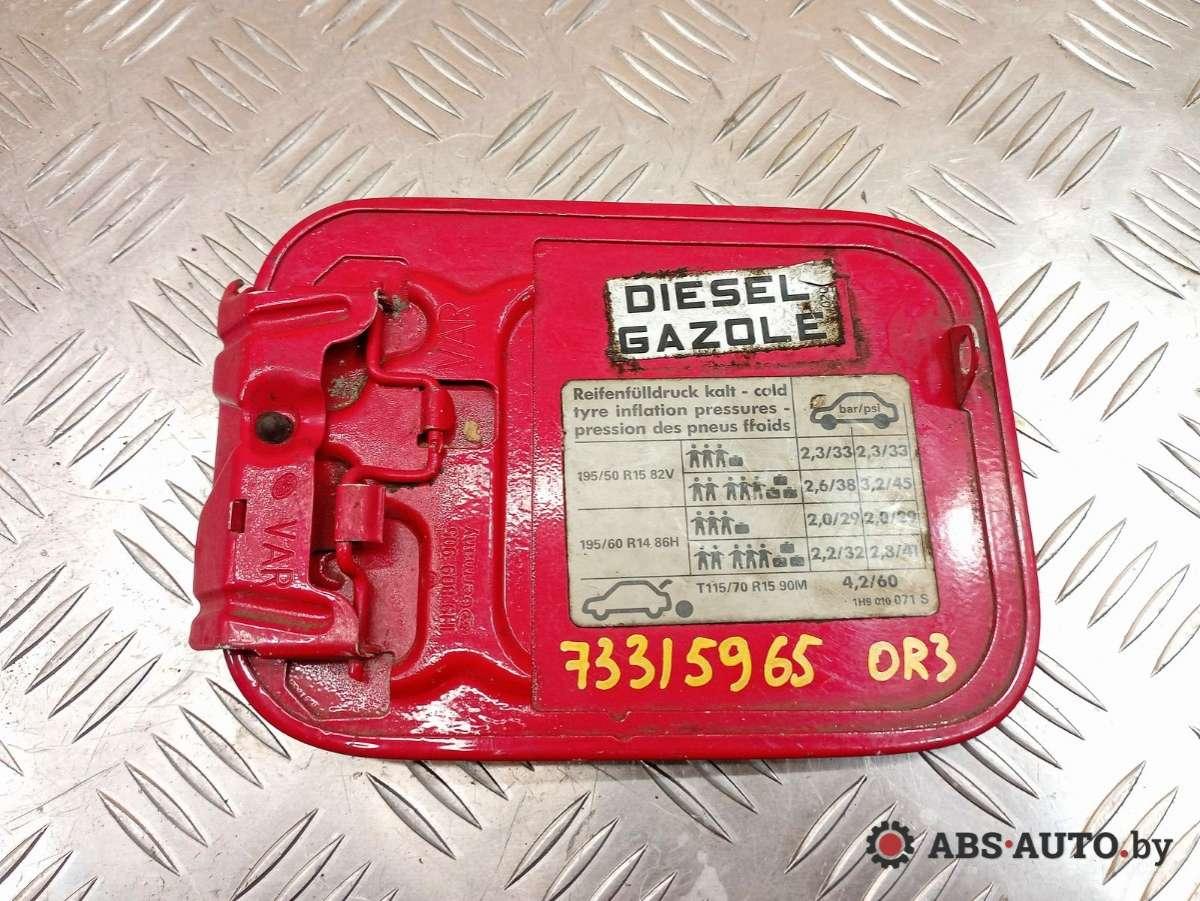 DIESEL
GAZOLE
Reifenfülldruck kalt - cold
tyre inflation pressures -
pression des pneus ffoids
bar/psi
195/50 R15 82V
2,3/33 2,3/33
2,6/38 3,2/45
195/60 R14 86H
2,0/29 2,0/29
2,2/32 2,8/41
T115/70 R15 90M 4,2/60
1H9 010 071 S
73315965 OR3
VAR
VAR
ABS-AUTO.by